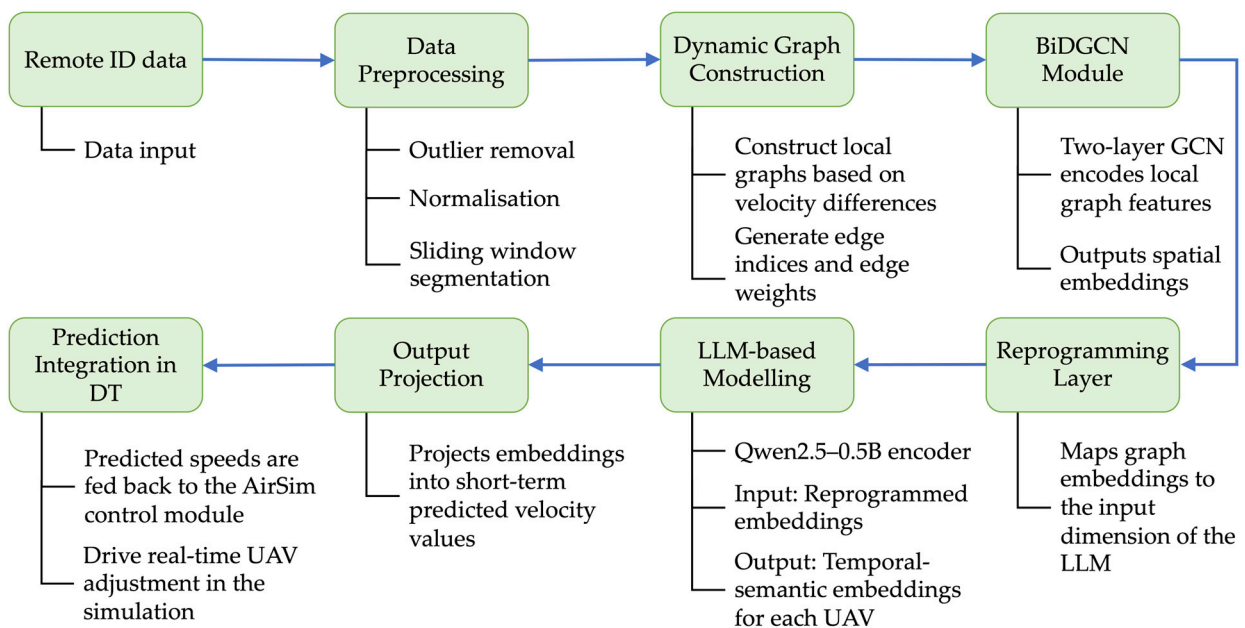 Remote ID data
Data input
Data
Preprocessing
Outlier removal
Normalisation
Sliding window
segmentation
Dynamic Graph
Construction
Construct local
graphs based on
velocity differences
Generate edge
indices and edge
weights
BiDGCN
Module
Two-layer GCN
encodes local
graph features
Outputs spatial
embeddings
Reprogramming
Layer
Maps graph
embeddings to
the input
dimension of the
LLM
LLM-based
Modelling
Qwen2.5–0.5B encoder
Input: Reprogrammed
embeddings
Output: Temporal-
semantic embeddings
for each UAV
Output
Projection
Projects embeddings
into short-term
predicted velocity
values
Prediction
Integration in
DT
Predicted speeds are
fed back to the AirSim
control module
Drive real-time UAV
adjustment in the
simulation